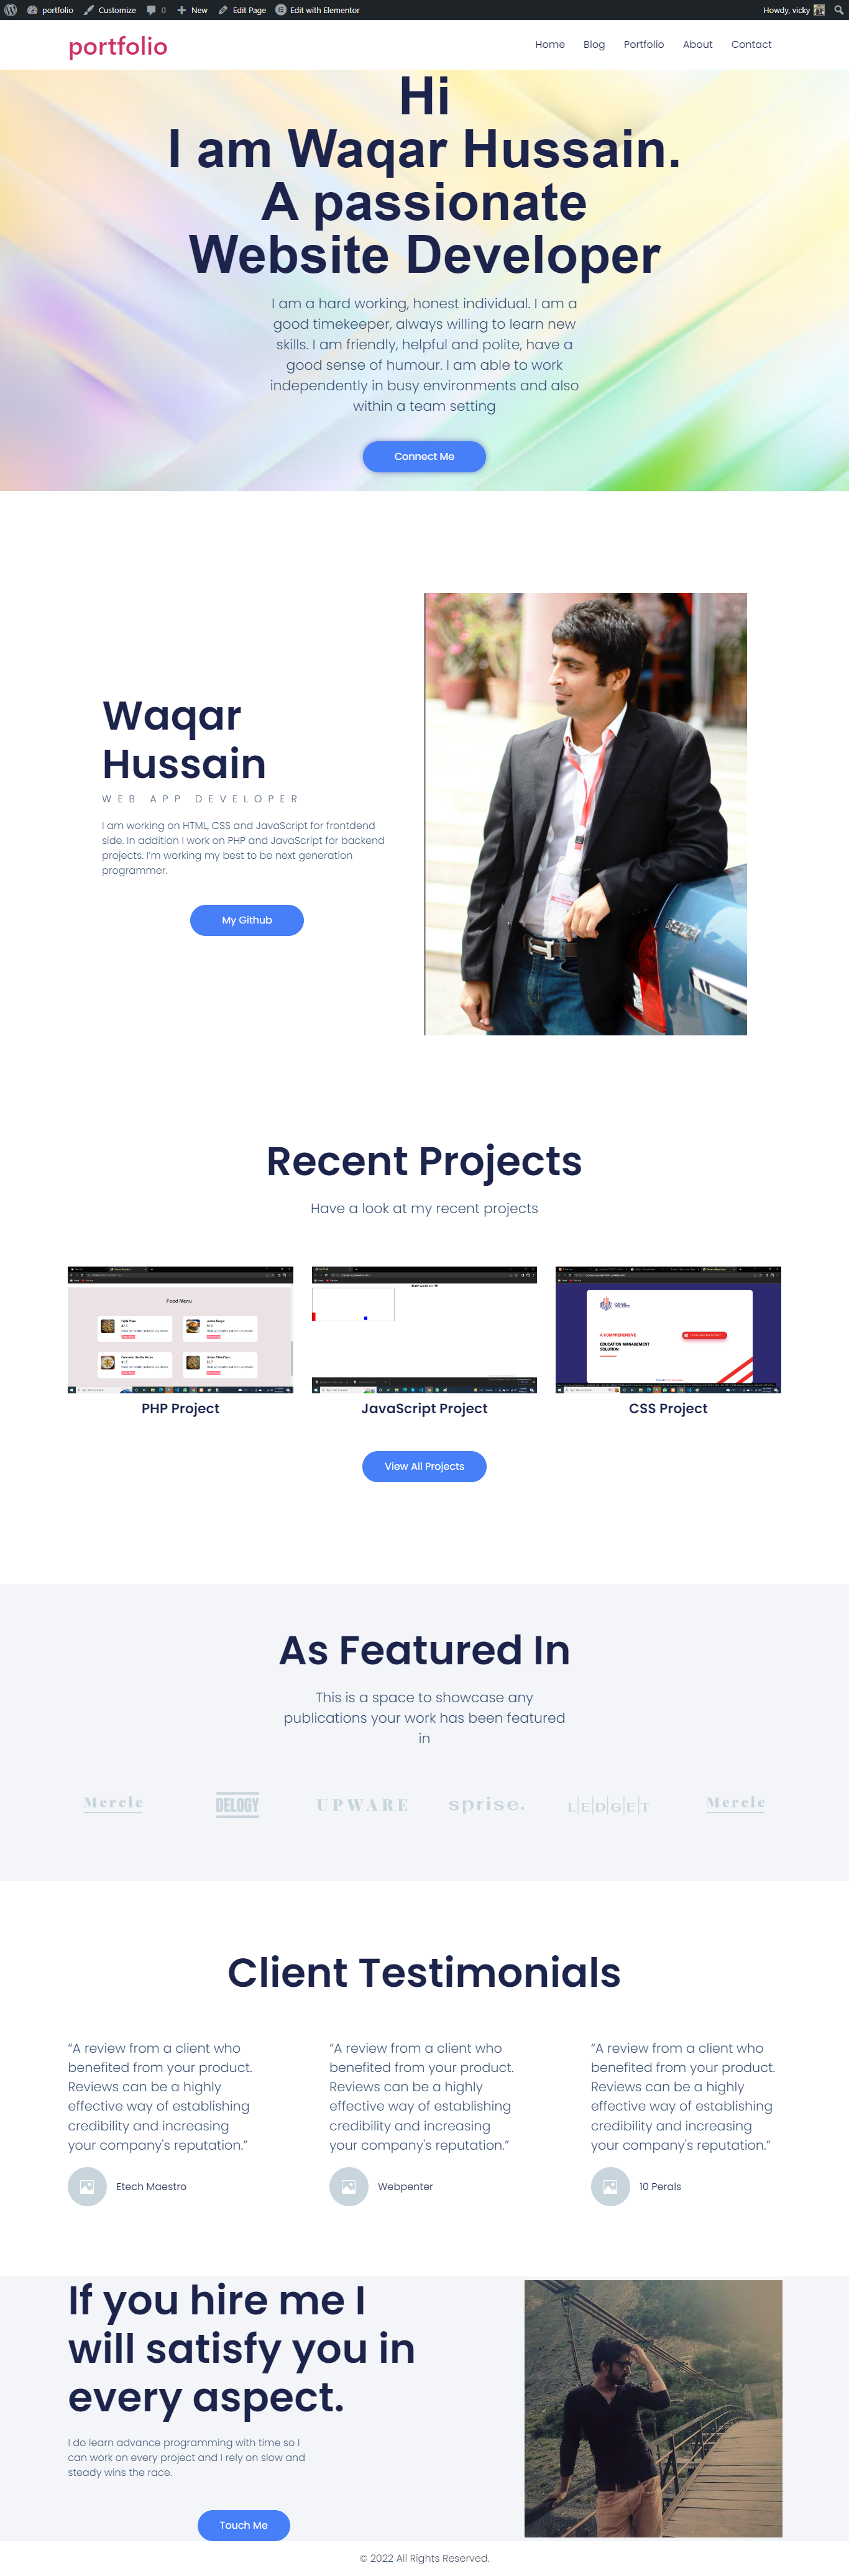 portfolio
Customize
0
New
Edit Page
Edit with Elementor
Howdy, vicky
portfolio
Home
Blog
Portfolio
About
Contact
Hi
I am Waqar Hussain.
A passionate
Website Developer
I am a hard working, honest individual. I am a
good timekeeper, always willing to learn new
skills. I am friendly, helpful and polite, have a
good sense of humour. I am able to work
independently in busy environments and also
within a team setting
Connect Me
Waqar
Hussain
WEB APP DEVELOPER
I am working on HTML, CSS and JavaScript for frontdend
side. In addition I work on PHP and JavaScript for backend
projects. I'm working my best to be next generation
programmer.
My Github
Recent Projects
Have a look at my recent projects
Food Menu
A COMPREHENSIVE
EDUCATION MANAGEMENT
SOLUTION
PHP Project
JavaScript Project
CSS Project
View All Projects
As Featured In
This is a space to showcase any
publications your work has been featured
in
Mercle
DELOGY
UPWARE
sprise.
L|E|D|G|E|T
Mercle
Client Testimonials
“A review from a client who
benefited from your product.
Reviews can be a highly
effective way of establishing
credibility and increasing
your company's reputation.”
Etech Maestro
“A review from a client who
benefited from your product.
Reviews can be a highly
effective way of establishing
credibility and increasing
your company's reputation.”
Webpenter
“A review from a client who
benefited from your product.
Reviews can be a highly
effective way of establishing
credibility and increasing
your company's reputation.”
10 Perals
If you hire me I
will satisfy you in
every aspect.
I do learn advance programming with time so I
can work on every project and I rely on slow and
steady wins the race.
Touch Me
© 2022 All Rights Reserved.